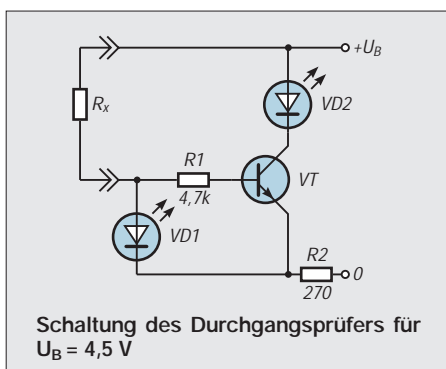 +U_B
R_x
VD2
R1
VT
4,7k
VD1
R2
0
270
Schaltung des Durchgangsprüfers für
U_B = 4,5 V